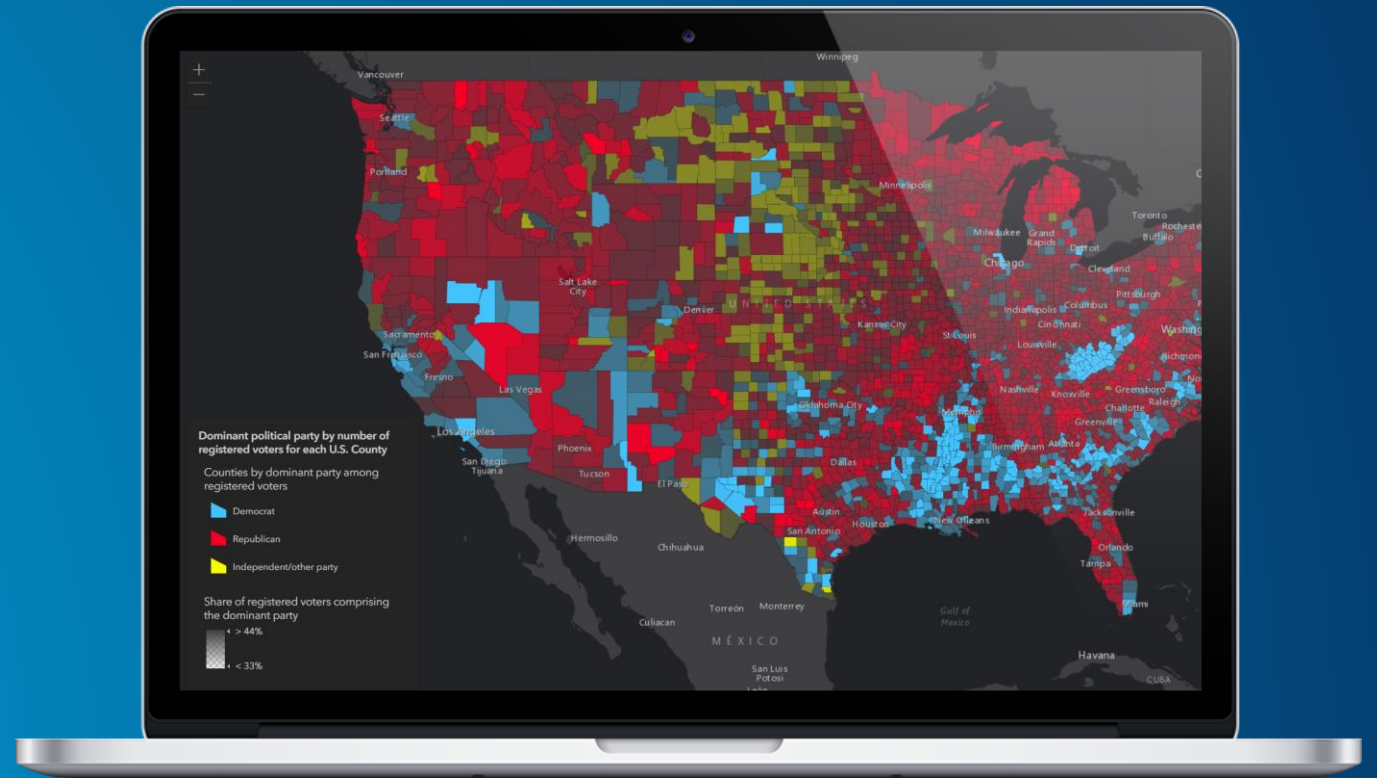 +
−
Winnipeg
Vancouver
Seattle
Portland
Minneapolis
Toronto
Rocheste
Buffalo
Milwaukee
Grand
Rapids
Detroit
Chicago
Cleveland
Salt Lake
City
Pittsburgh
UNITED STATES
Denver
Indianapolis
Columbus
Kansas City
Cincinnati
Washing
Sacramento
St Louis
Louisville
San Francisco
Richmon
Fresno
Las Vegas
Nashville
Knoxville
Greensboro
Raleigh
Oklahoma City
Memphis
Charlotte
Greenville
Los Angeles
Phoenix
Birmingham
Atlanta
San Diego
Tijuana
Tucson
Dallas
El Paso
Austin
Houston
New Orleans
Jacksonville
San Antonio
Hermosillo
Chihuahua
Orlando
Tampa
Miami
Torreón
Monterrey
Culiacan
Gulf of
Mexico
MÉXICO
Havana
San Luis
Potosi
CUBA
León
Dominant political party by number of
registered voters for each U.S. County
Counties by dominant party among
registered voters
Democrat
Republican
Independent/other party
Share of registered voters comprising
the dominant party
> 44%
< 33%